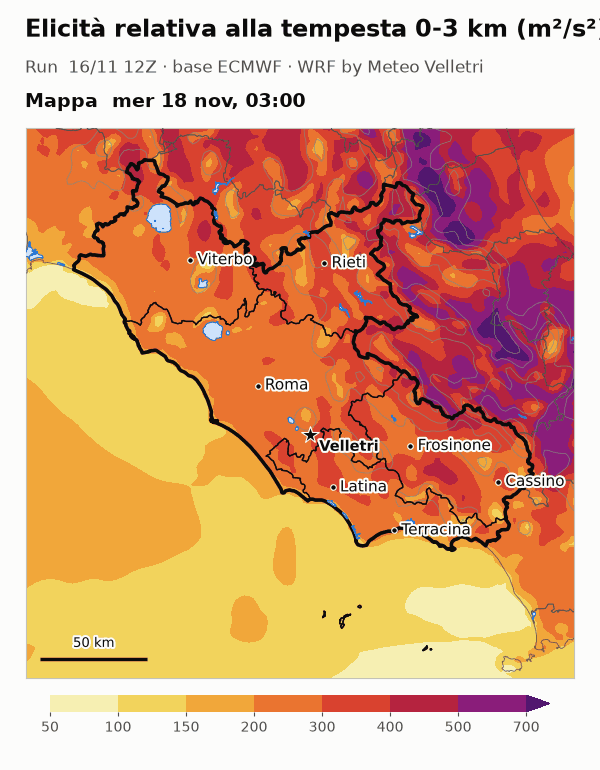 Elicità relativa alla tempesta 0-3 km (m²/s²)
Run 16/11 12Z · base ECMWF · WRF by Meteo Velletri
Mappa mer 18 nov, 03:00
Viterbo
Rieti
Roma
Velletri
Frosinone
Latina
Cassino
Terracina
50 km
50 100 150 200 300 400 500 700